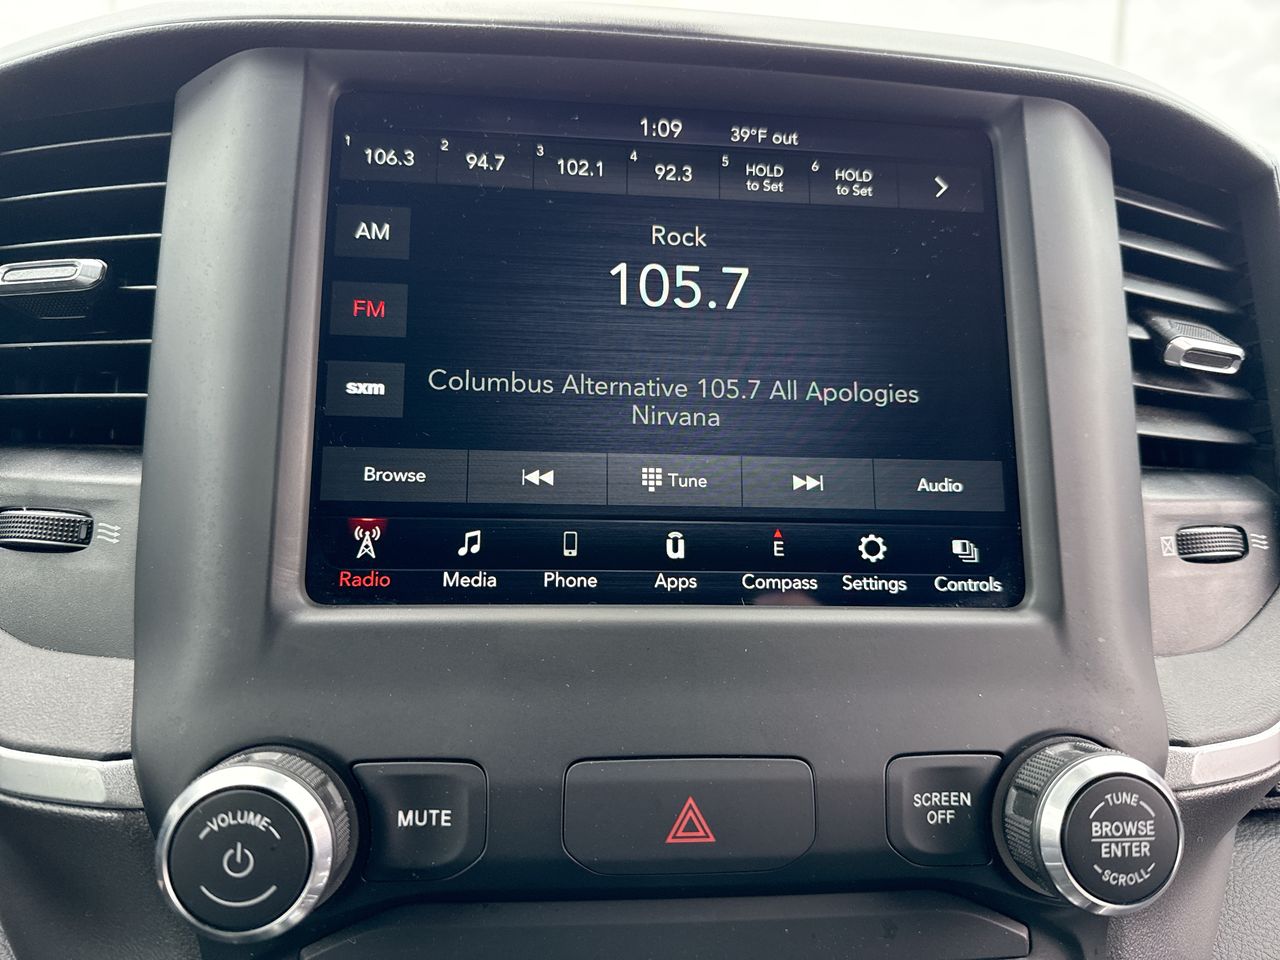 1:09 39°F out
1 106.3 2 94.7 3 102.1 4 92.3 5 HOLD to Set 6 HOLD to Set
AM
Rock
105.7
FM
sxm
Columbus Alternative 105.7 All Apologies
Nirvana
Browse Tune Audio
E
Radio Media Phone Apps Compass Settings Controls
VOLUME
MUTE
SCREEN
OFF
TUNE
BROWSE
ENTER
SCROLL